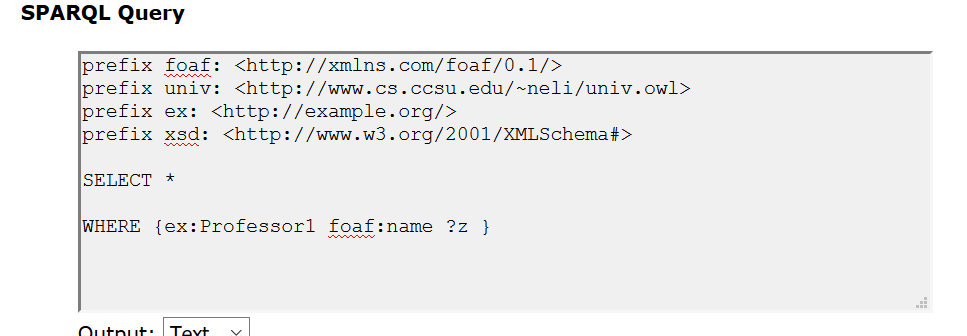 SPARQL Query
prefix foaf: <http://xmlns.com/foaf/0.1/>
prefix univ: <http://www.cs.ccsu.edu/~neli/univ.owl>
prefix ex: <http://example.org/>
prefix xsd: <http://www.w3.org/2001/XMLSchema#>
SELECT *
WHERE {ex:Professor1 foaf:name ?z }
Output: Text